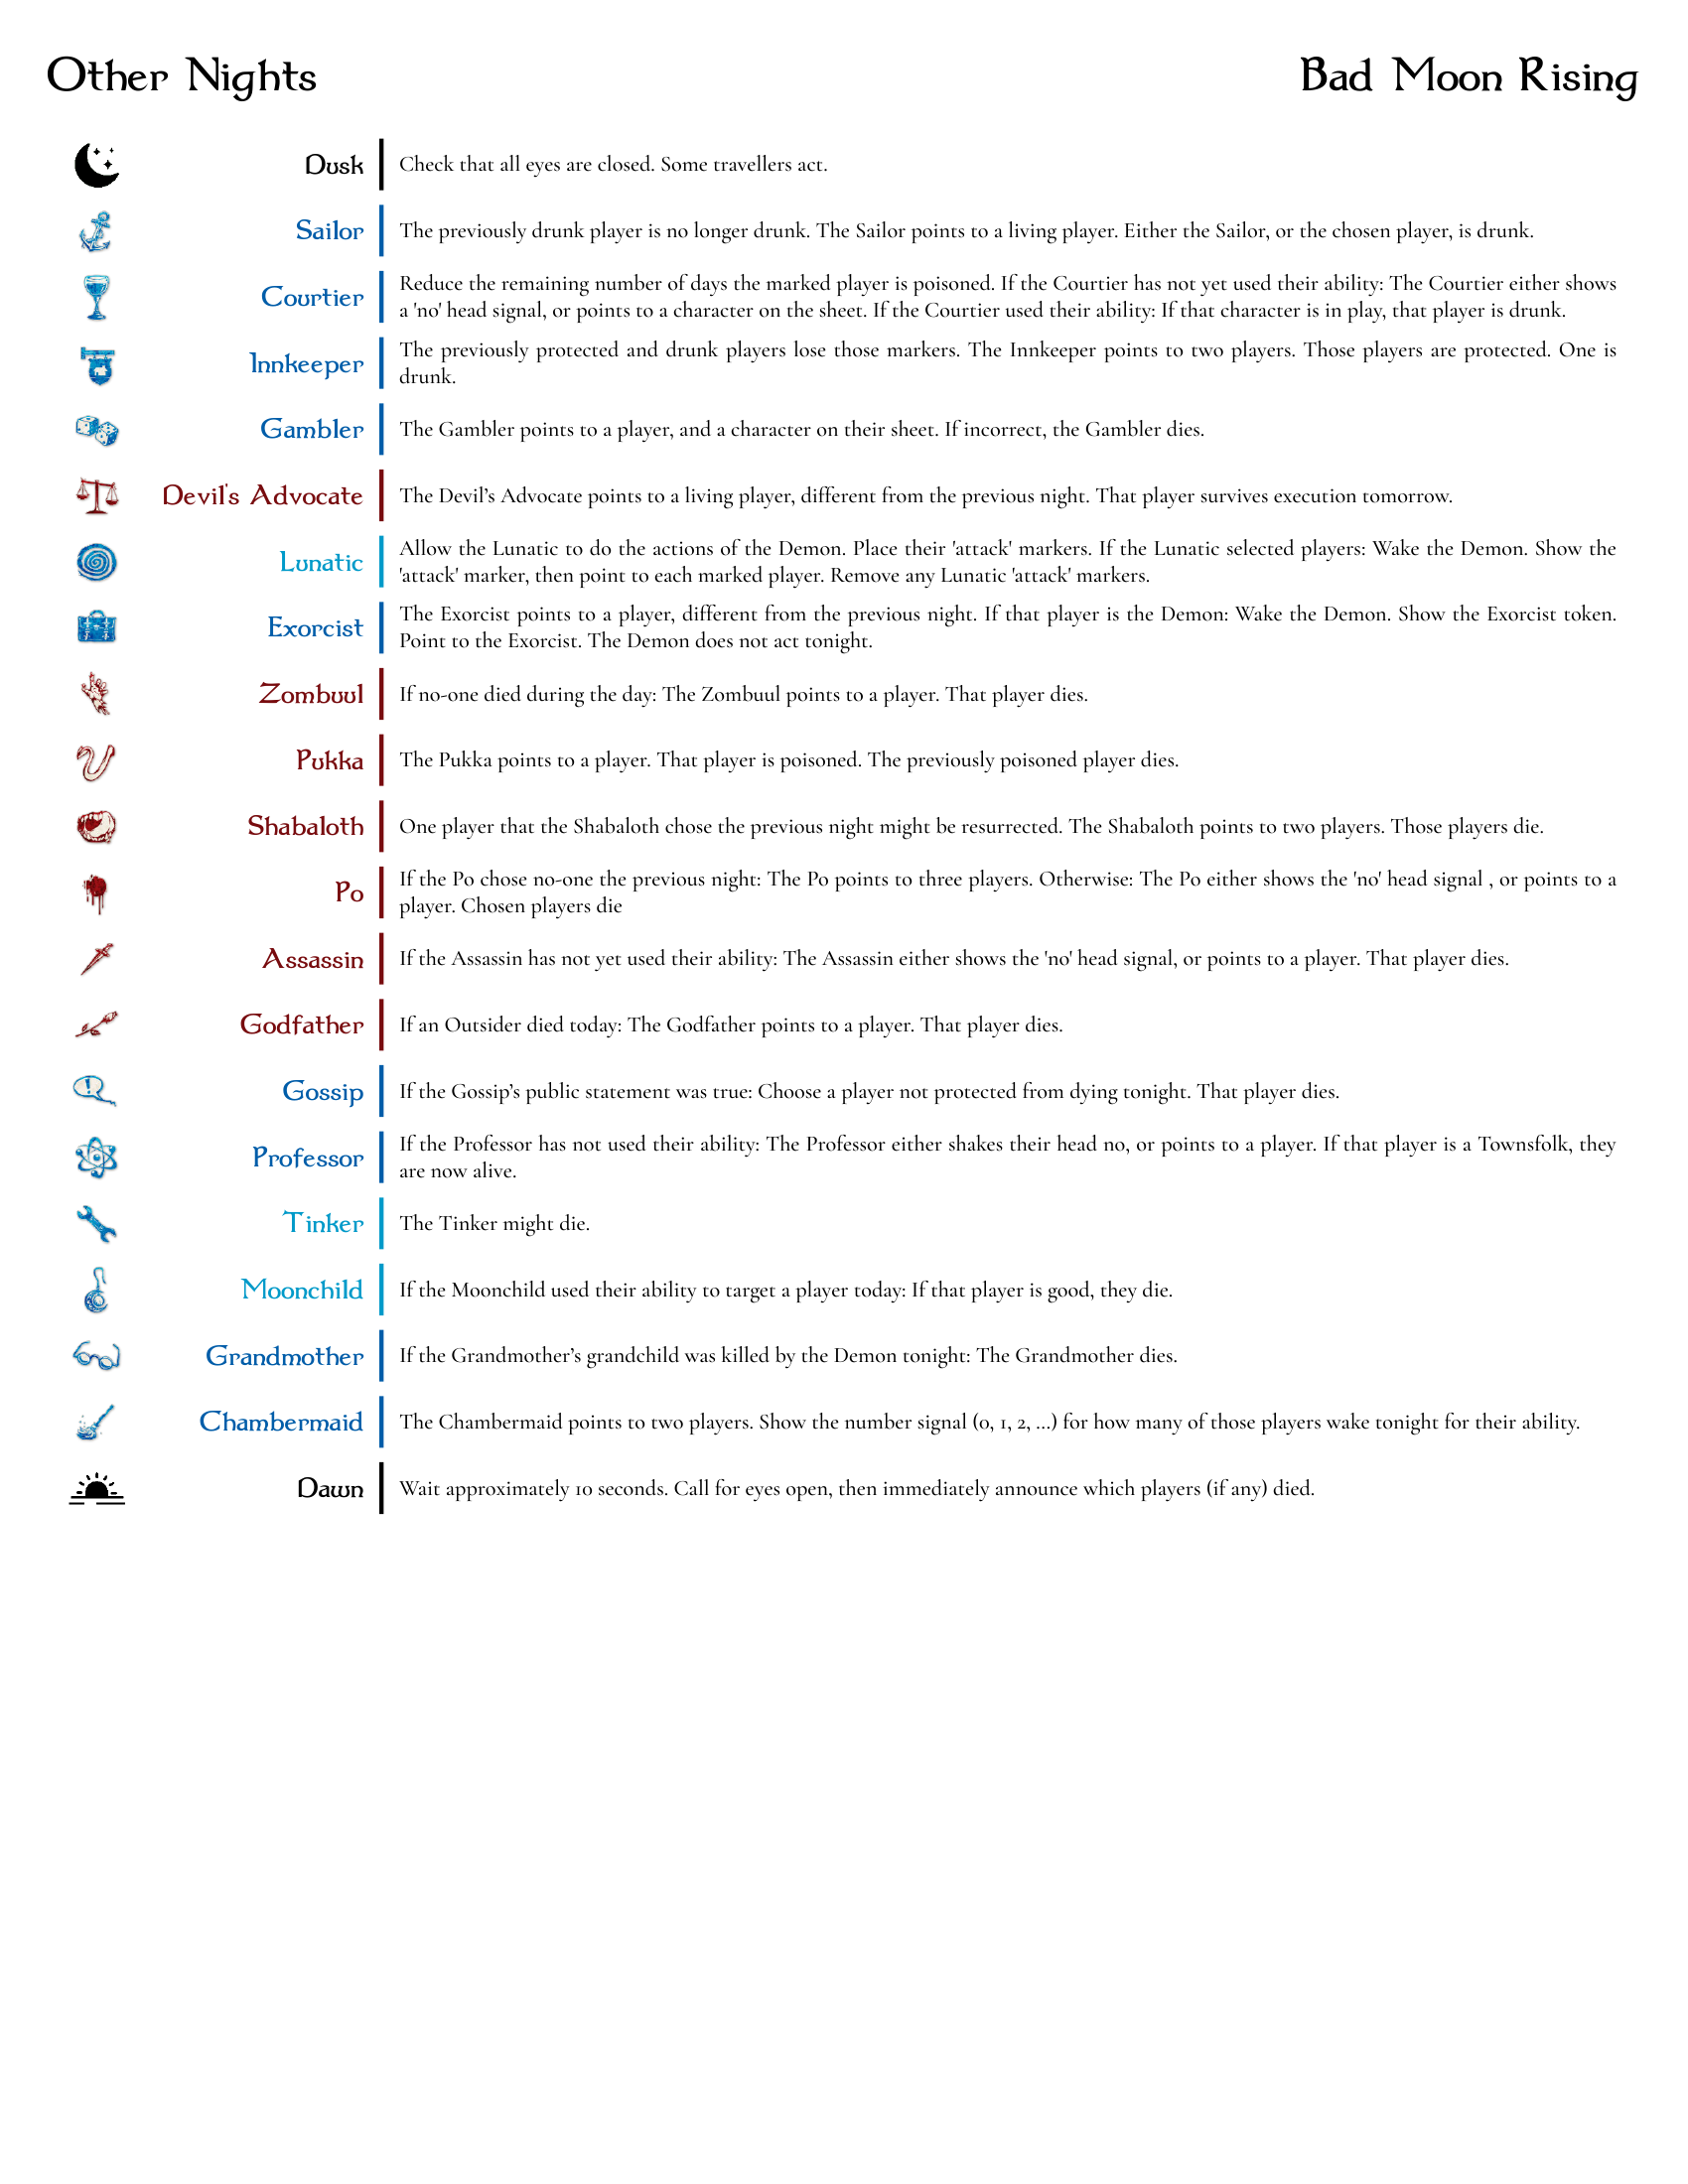 Other Nights
Bad Moon Rising
Dusk
Check that all eyes are closed. Some travellers act.
Sailor
The previously drunk player is no longer drunk. The Sailor points to a living player. Either the Sailor, or the chosen player, is drunk.
Courtier
Reduce the remaining number of days the marked player is poisoned. If the Courtier has not yet used their ability: The Courtier either shows
a 'no' head signal, or points to a character on the sheet. If the Courtier used their ability: If that character is in play, that player is drunk.
Innkeeper
The previously protected and drunk players lose those markers. The Innkeeper points to two players. Those players are protected. One is
drunk.
Gambler
The Gambler points to a player, and a character on their sheet. If incorrect, the Gambler dies.
Devil's Advocate
The Devil’s Advocate points to a living player, different from the previous night. That player survives execution tomorrow.
Lunatic
Allow the Lunatic to do the actions of the Demon. Place their 'attack' markers. If the Lunatic selected players: Wake the Demon. Show the
'attack' marker, then point to each marked player. Remove any Lunatic 'attack' markers.
Exorcist
The Exorcist points to a player, different from the previous night. If that player is the Demon: Wake the Demon. Show the Exorcist token.
Point to the Exorcist. The Demon does not act tonight.
Zombuul
If no-one died during the day: The Zombuul points to a player. That player dies.
Pukka
The Pukka points to a player. That player is poisoned. The previously poisoned player dies.
Shabaloth
One player that the Shabaloth chose the previous night might be resurrected. The Shabaloth points to two players. Those players die.
Po
If the Po chose no-one the previous night: The Po points to three players. Otherwise: The Po either shows the 'no' head signal , or points to a
player. Chosen players die
Assassin
If the Assassin has not yet used their ability: The Assassin either shows the 'no' head signal, or points to a player. That player dies.
Godfather
If an Outsider died today: The Godfather points to a player. That player dies.
Gossip
If the Gossip’s public statement was true: Choose a player not protected from dying tonight. That player dies.
Professor
If the Professor has not used their ability: The Professor either shakes their head no, or points to a player. If that player is a Townsfolk, they
are now alive.
Tinker
The Tinker might die.
Moonchild
If the Moonchild used their ability to target a player today: If that player is good, they die.
Grandmother
If the Grandmother’s grandchild was killed by the Demon tonight: The Grandmother dies.
Chambermaid
The Chambermaid points to two players. Show the number signal (0, 1, 2, …) for how many of those players wake tonight for their ability.
Dawn
Wait approximately 10 seconds. Call for eyes open, then immediately announce which players (if any) died.